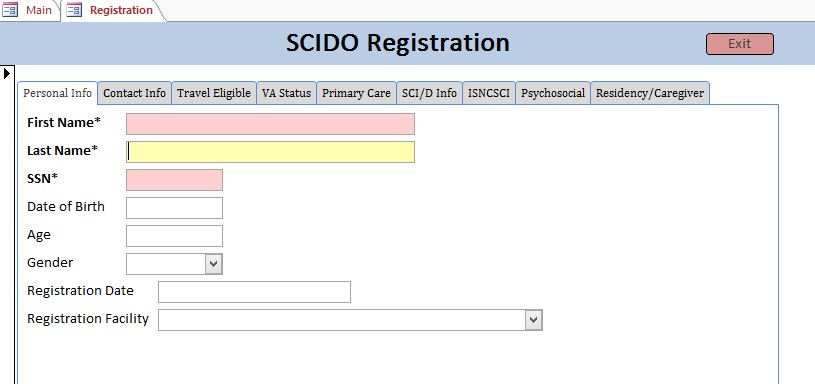 Main Registration
SCIDO Registration Exit
Personal Info Contact Info Travel Eligible VA Status Primary Care SCI/D Info ISNCSCI Psychosocial Residency/Caregiver
First Name*
Last Name*
SSN*
Date of Birth
Age
Gender
Registration Date
Registration Facility